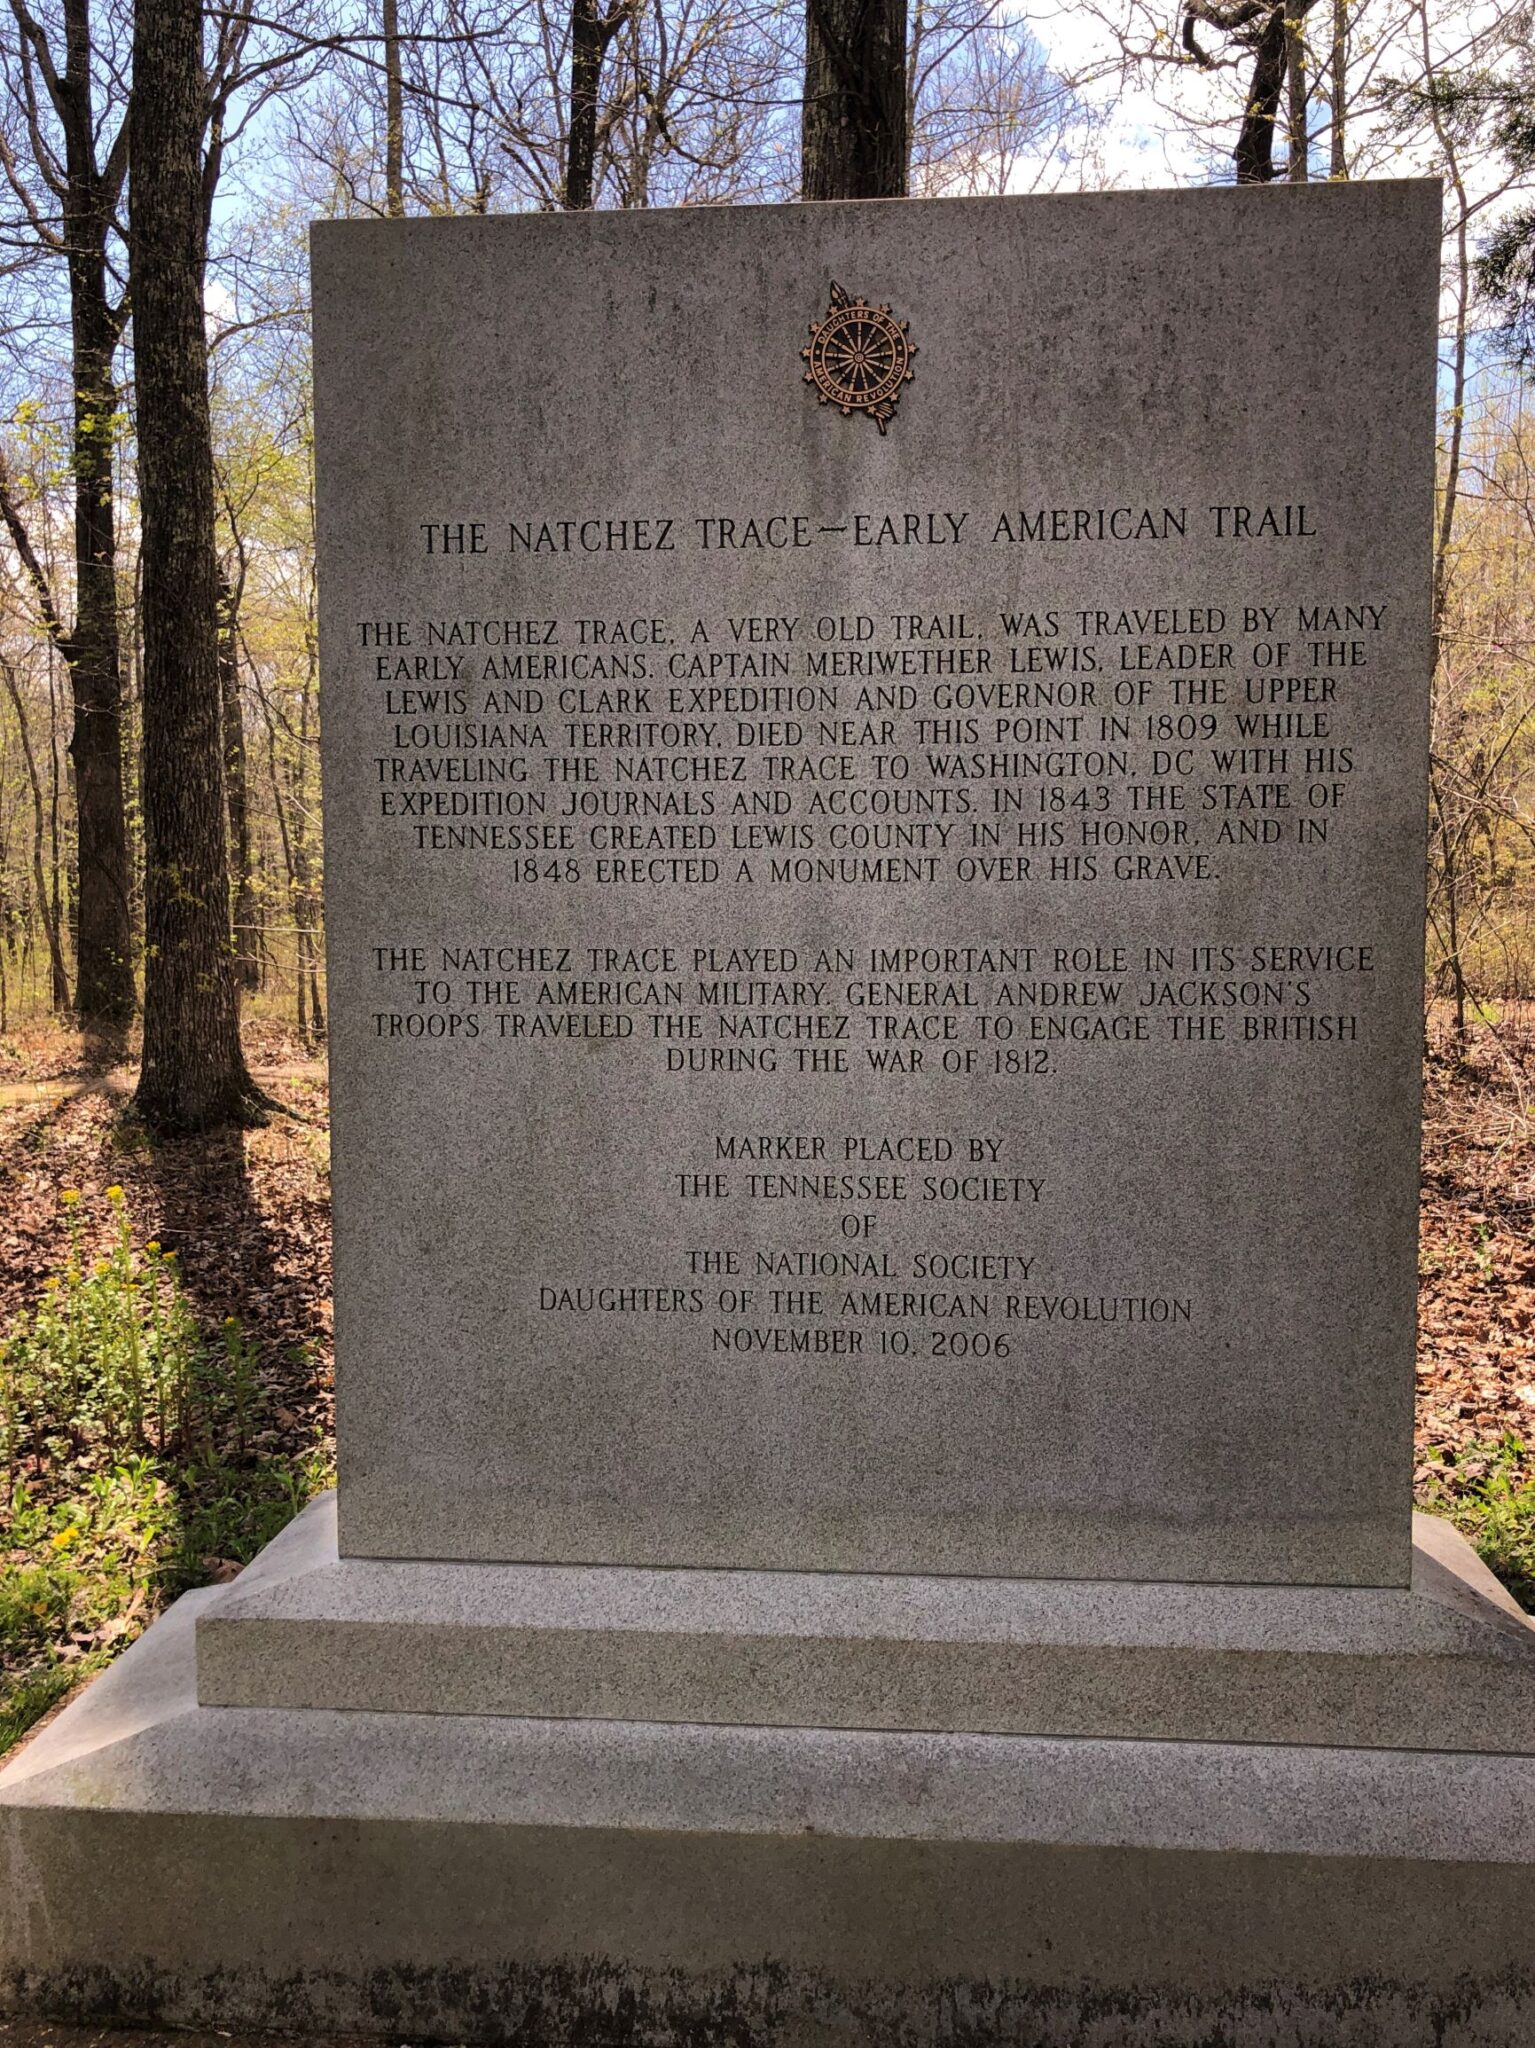 DAUGHTERS OF THE
AMERICAN REVOLUTION
THE NATCHEZ TRACE—EARLY AMERICAN TRAIL
THE NATCHEZ TRACE, A VERY OLD TRAIL, WAS TRAVELED BY MANY
EARLY AMERICANS. CAPTAIN MERIWETHER LEWIS, LEADER OF THE
LEWIS AND CLARK EXPEDITION AND GOVERNOR OF THE UPPER
LOUISIANA TERRITORY, DIED NEAR THIS POINT IN 1809 WHILE
TRAVELING THE NATCHEZ TRACE TO WASHINGTON, DC WITH HIS
EXPEDITION JOURNALS AND ACCOUNTS. IN 1843 THE STATE OF
TENNESSEE CREATED LEWIS COUNTY IN HIS HONOR, AND IN
1848 ERECTED A MONUMENT OVER HIS GRAVE.
THE NATCHEZ TRACE PLAYED AN IMPORTANT ROLE IN ITS SERVICE
TO THE AMERICAN MILITARY. GENERAL ANDREW JACKSON'S
TROOPS TRAVELED THE NATCHEZ TRACE TO ENGAGE THE BRITISH
DURING THE WAR OF 1812.
MARKER PLACED BY
THE TENNESSEE SOCIETY
OF
THE NATIONAL SOCIETY
DAUGHTERS OF THE AMERICAN REVOLUTION
NOVEMBER 10, 2006